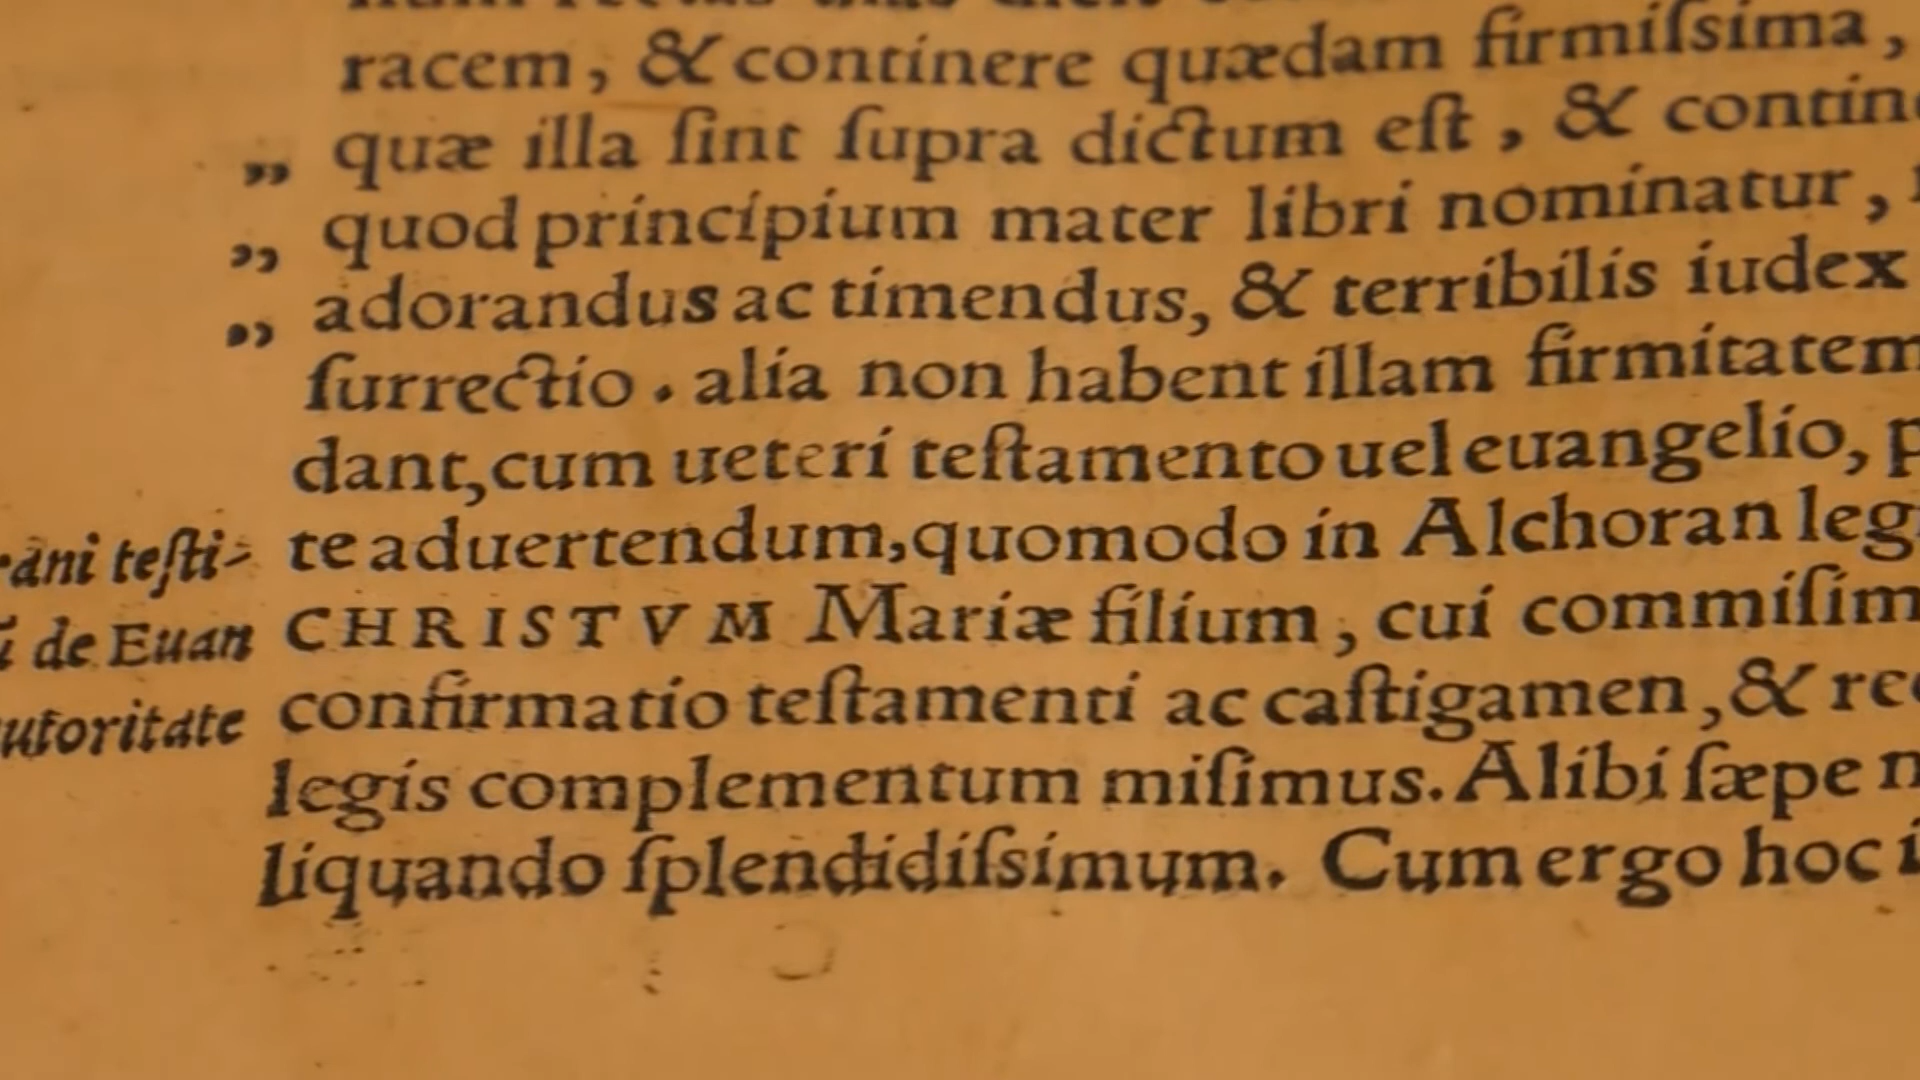 racem, & continere quædam firmiſsima,
„ quæ illa ſint ſupra dictum eſt, & contin
„ quod principium mater libri nominatur,
„ adorandus ac timendus, & terribilis iudex
ſurrectio. alia non habent illam firmitatem
dant, cum ueteri teſtamento uel euangelio, p
te aduertendum, quomodo in Alchoran leg
CHRISTVM Mariæ filium, cui commiſim
confirmatio teſtamenti ac caſtigamen, & re
legis complementum miſimus. Alibi ſæpe
liquando ſplendidiſsimum. Cum ergo hoc
ani teſti-
de Euan
utoritate